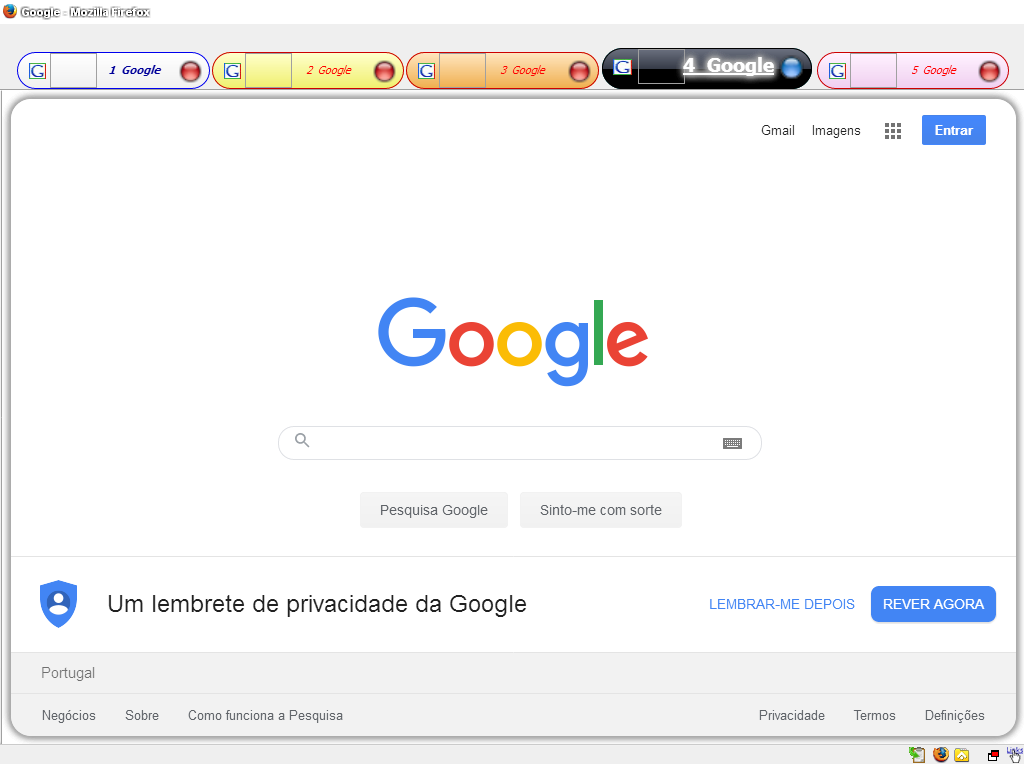 Google - Mozilla Firefox
1 Google
2 Google
3 Google
4 Google
5 Google
Gmail Imagens Entrar
Google
Pesquisa Google Sinto-me com sorte
Um lembrete de privacidade da Google LEMBRAR-ME DEPOIS REVER AGORA
Portugal
Negócios Sobre Como funciona a Pesquisa Privacidade Termos Definições
Links